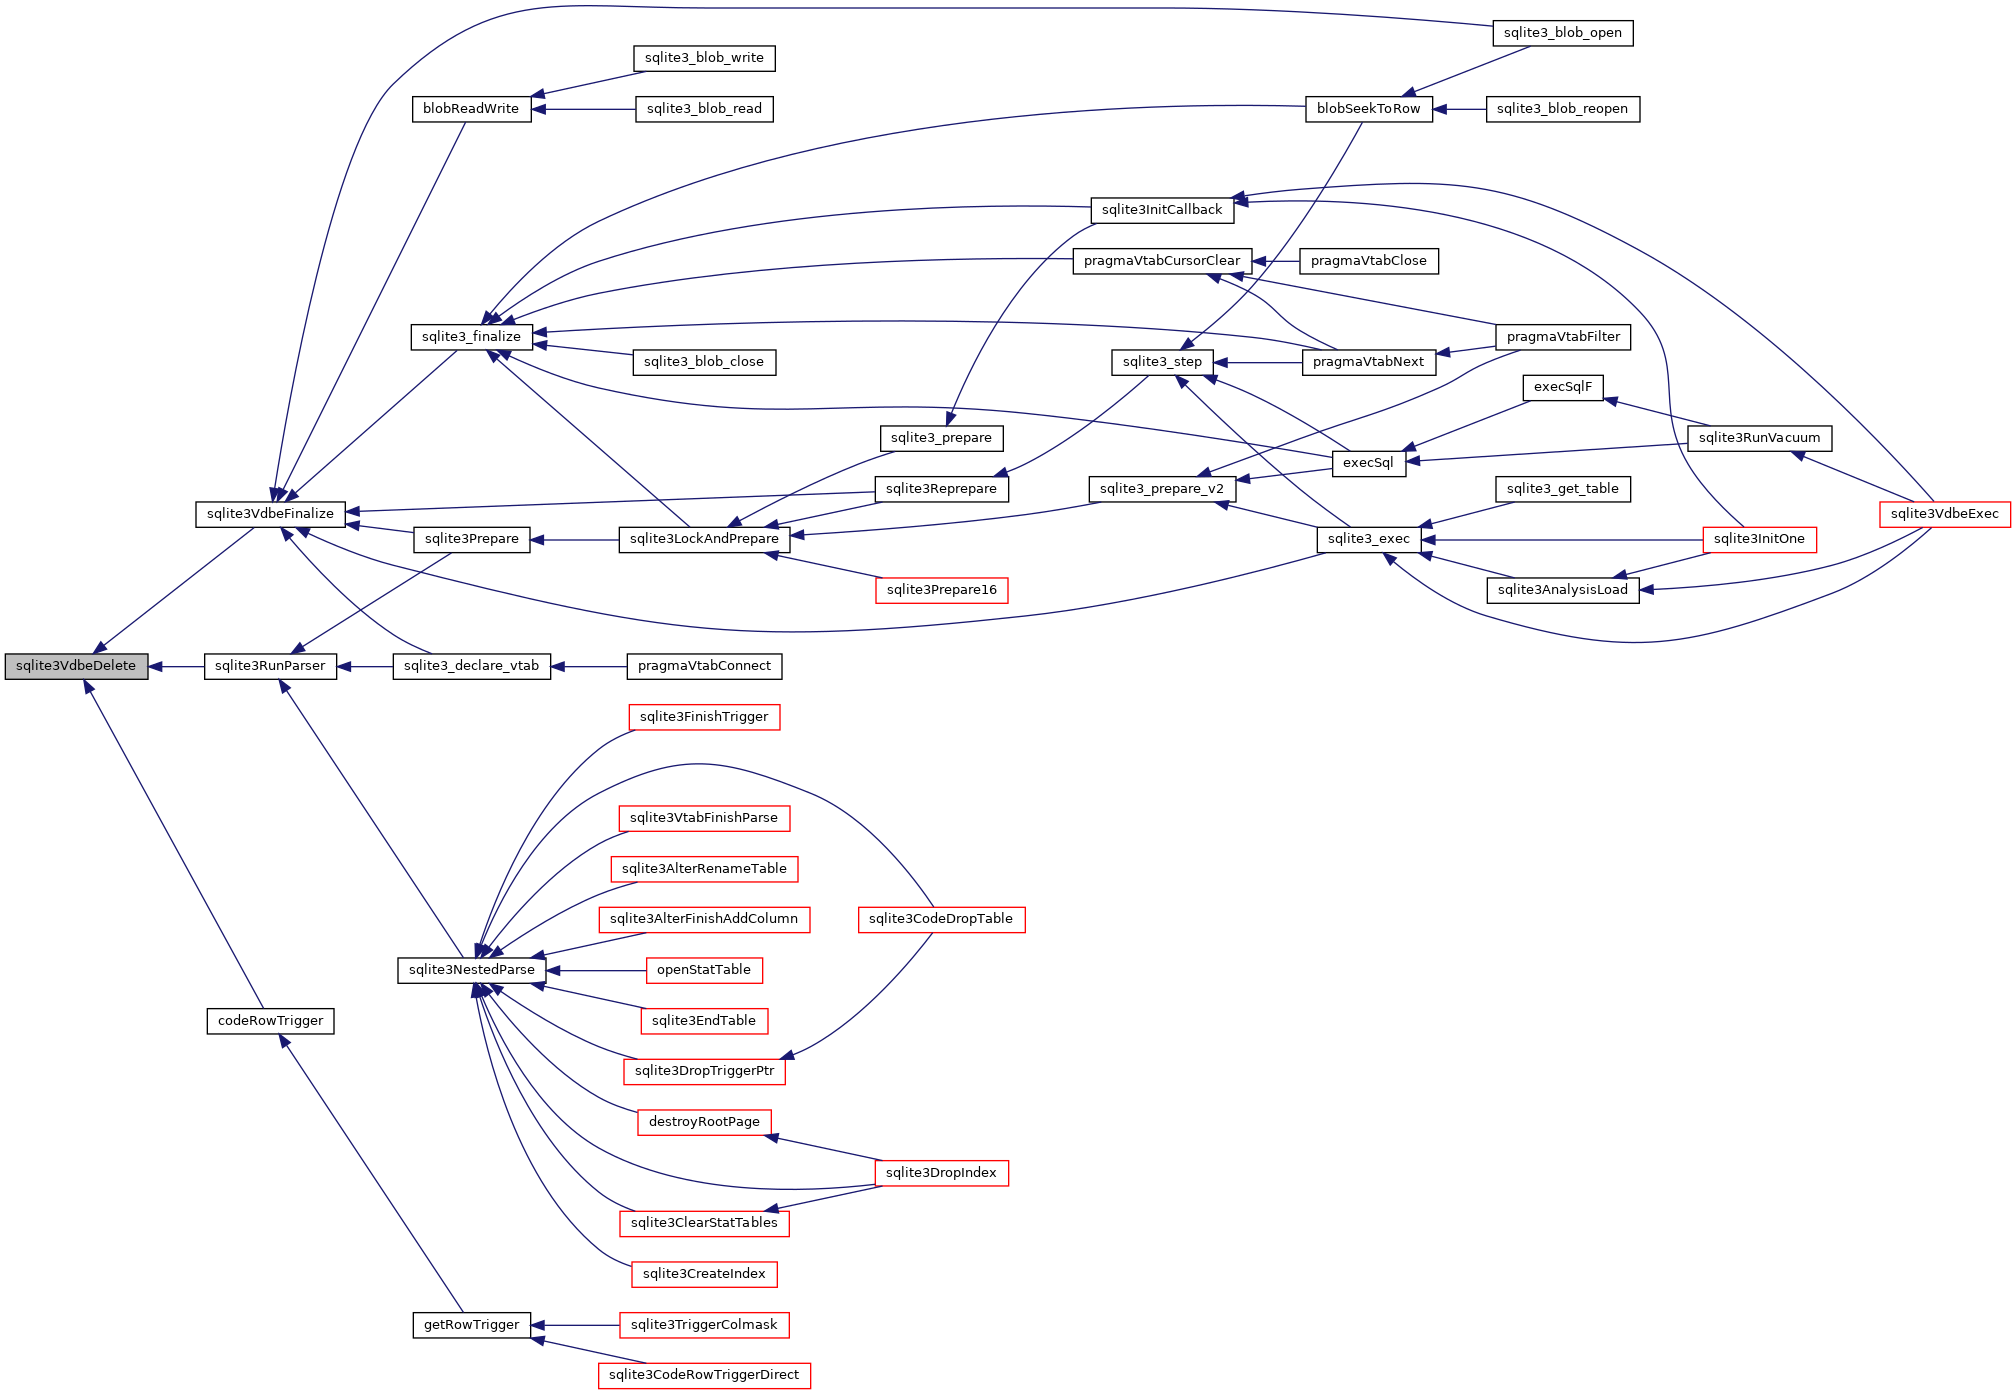 sqlite3_blob_open
sqlite3_blob_write
blobReadWrite
sqlite3_blob_read
blobSeekToRow
sqlite3_blob_reopen
sqlite3InitCallback
pragmaVtabCursorClear
pragmaVtabClose
sqlite3_finalize
pragmaVtabFilter
sqlite3_blob_close
sqlite3_step
pragmaVtabNext
execSqlF
sqlite3_prepare
sqlite3RunVacuum
execSql
sqlite3Reprepare
sqlite3_prepare_v2
sqlite3_get_table
sqlite3VdbeFinalize
sqlite3VdbeExec
sqlite3Prepare
sqlite3LockAndPrepare
sqlite3_exec
sqlite3InitOne
sqlite3Prepare16
sqlite3AnalysisLoad
sqlite3VdbeDelete
sqlite3RunParser
sqlite3_declare_vtab
pragmaVtabConnect
sqlite3FinishTrigger
sqlite3VtabFinishParse
sqlite3AlterRenameTable
sqlite3AlterFinishAddColumn
sqlite3CodeDropTable
sqlite3NestedParse
openStatTable
codeRowTrigger
sqlite3EndTable
sqlite3DropTriggerPtr
destroyRootPage
sqlite3DropIndex
sqlite3ClearStatTables
sqlite3CreateIndex
getRowTrigger
sqlite3TriggerColmask
sqlite3CodeRowTriggerDirect